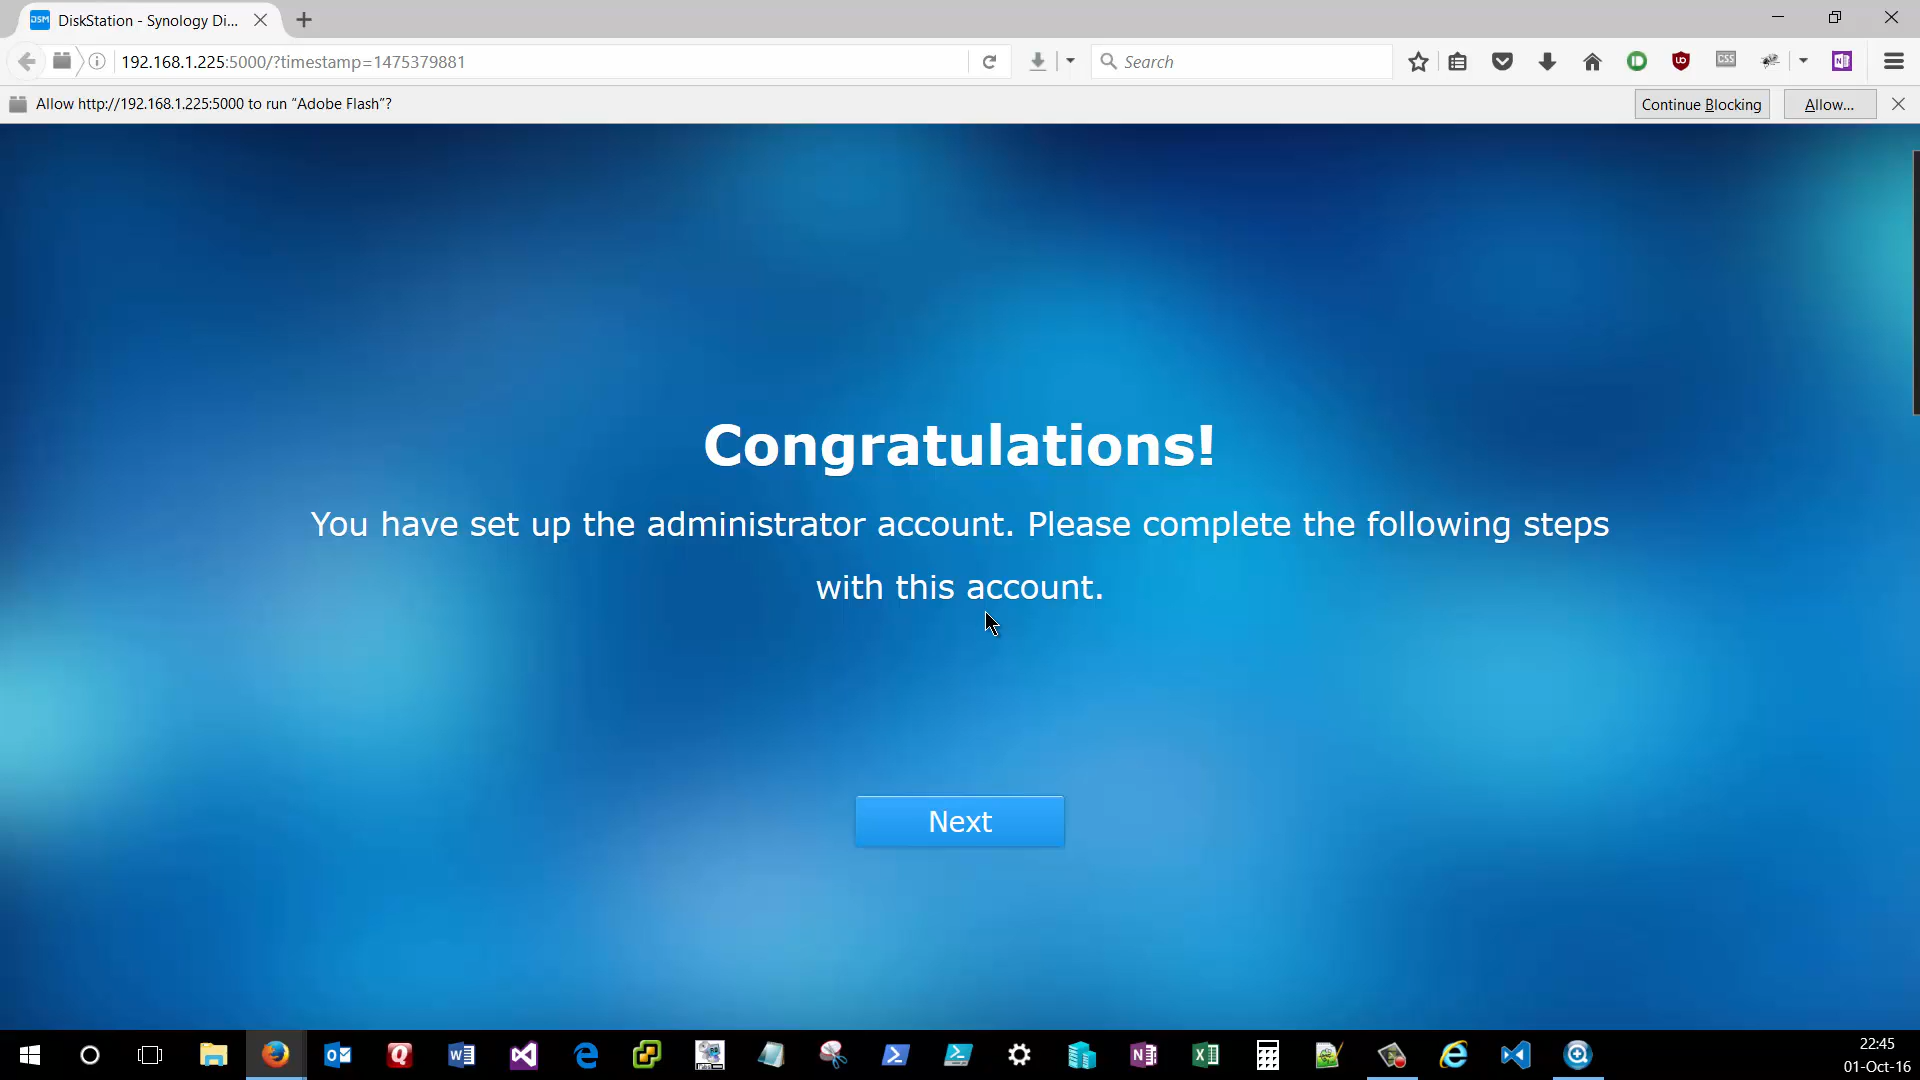 DSM DiskStation - Synology Di...
192.168.1.225:5000/?timestamp=1475379881
Search
CSS
Allow http://192.168.1.225:5000 to run “Adobe Flash”?
Continue Blocking
Allow...
Congratulations!
You have set up the administrator account. Please complete the following steps
with this account.
Next
22:45
01-Oct-16